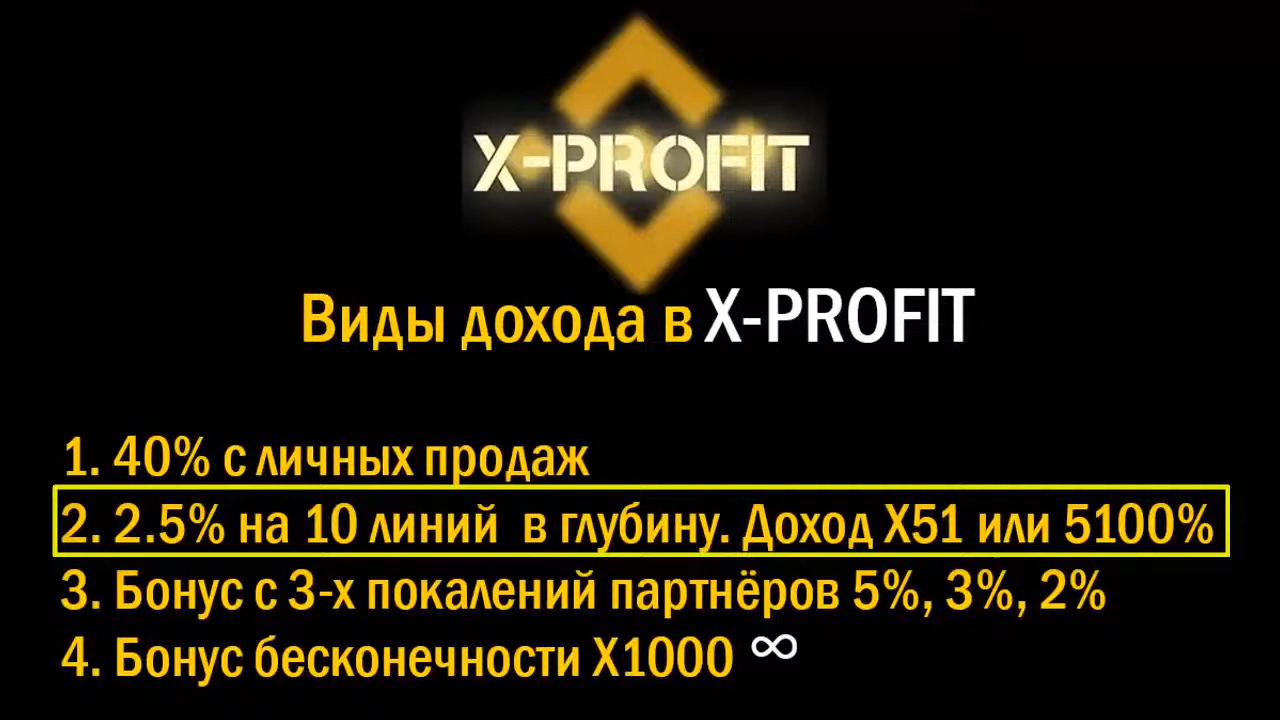 X-PROFIT
Виды дохода в X-PROFIT
1. 40% с личных продаж
2. 2.5% на 10 линий в глубину. Доход X51 или 5100%
3. Бонус с 3-х покалений партнёров 5%, 3%, 2%
4. Бонус бесконечности X1000 ∞